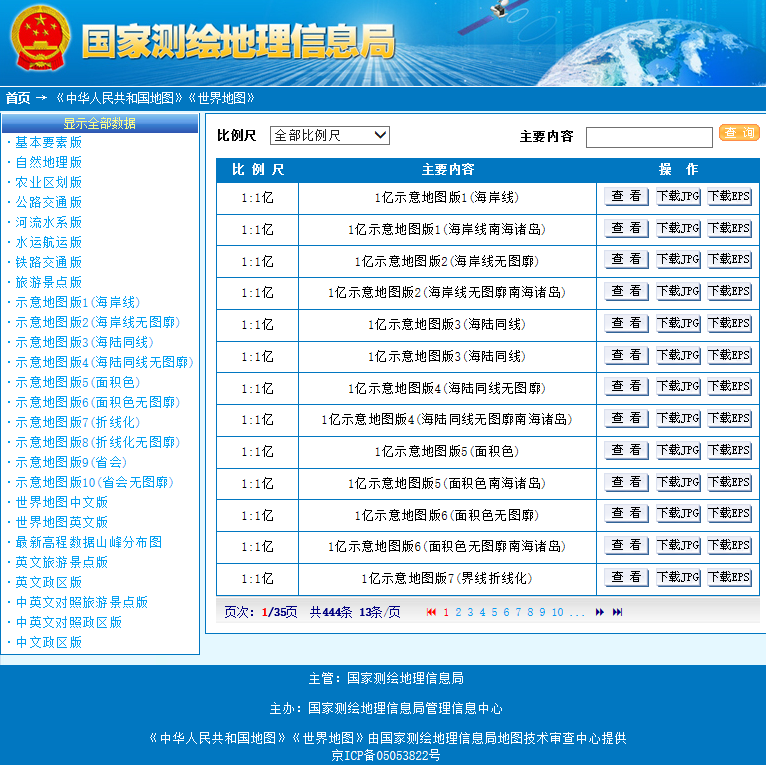 国家测绘地理信息局
首页 → 《中华人民共和国地图》《世界地图》
显示全部数据
·基本要素版
·自然地理版
·农业区划版
·公路交通版
·河流水系版
·水运航运版
·铁路交通版
·旅游景点版
·示意地图版1(海岸线)
·示意地图版2(海岸线无图廓)
·示意地图版3(海陆同线)
·示意地图版4(海陆同线无图廓)
·示意地图版5(面积色)
·示意地图版6(面积色无图廓)
·示意地图版7(折线化)
·示意地图版8(折线化无图廓)
·示意地图版9(省会)
·示意地图版10(省会无图廓)
·世界地图中文版
·世界地图英文版
·最新高程数据山峰分布图
·英文旅游景点版
·英文政区版
·中英文对照旅游景点版
·中英文对照政区版
·中文政区版
比例尺 全部比例尺 主要内容 查 询
比 例 尺 主要内容 操 作
1:1亿 1亿示意地图版1(海岸线) 查 看 下载JPG 下载EPS
1:1亿 1亿示意地图版1(海岸线南海诸岛) 查 看 下载JPG 下载EPS
1:1亿 1亿示意地图版2(海岸线无图廓) 查 看 下载JPG 下载EPS
1:1亿 1亿示意地图版2(海岸线无图廓南海诸岛) 查 看 下载JPG 下载EPS
1:1亿 1亿示意地图版3(海陆同线) 查 看 下载JPG 下载EPS
1:1亿 1亿示意地图版3(海陆同线) 查 看 下载JPG 下载EPS
1:1亿 1亿示意地图版4(海陆同线无图廓) 查 看 下载JPG 下载EPS
1:1亿 1亿示意地图版4(海陆同线无图廓南海诸岛) 查 看 下载JPG 下载EPS
1:1亿 1亿示意地图版5(面积色) 查 看 下载JPG 下载EPS
1:1亿 1亿示意地图版5(面积色南海诸岛) 查 看 下载JPG 下载EPS
1:1亿 1亿示意地图版6(面积色无图廓) 查 看 下载JPG 下载EPS
1:1亿 1亿示意地图版6(面积色无图廓南海诸岛) 查 看 下载JPG 下载EPS
1:1亿 1亿示意地图版7(界线折线化) 查 看 下载JPG 下载EPS
页次：1/35页 共444条 13条/页 1 2 3 4 5 6 7 8 9 10 ...
主管：国家测绘地理信息局
主办：国家测绘地理信息局管理信息中心
《中华人民共和国地图》《世界地图》由国家测绘地理信息局地图技术审查中心提供
京ICP备05053822号